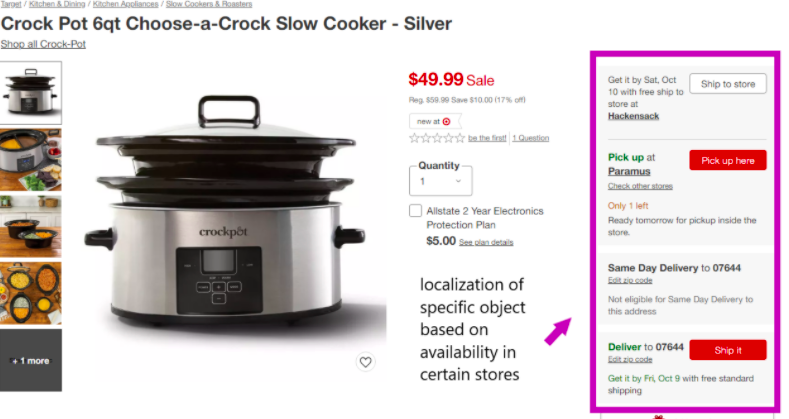 Target / Kitchen & Dining / Kitchen Appliances / Slow Cookers & Roasters
Crock Pot 6qt Choose-a-Crock Slow Cooker - Silver
Shop all Crock-Pot
$49.99 Sale
Reg. $59.99 Save $10.00 (17% off)
new at
be the first! 1 Question
Quantity
1
Allstate 2 Year Electronics
Protection Plan
$5.00 See plan details
crockpot
+ 1 more
localization of
specific object
based on
availability in
certain stores
Get it by Sat, Oct
10 with free ship to
store at
Hackensack
Ship to store
Pick up at
Paramus
Pick up here
Check other stores
Only 1 left
Ready tomorrow for pickup inside the
store.
Same Day Delivery to 07644
Edit zip code
Not eligible for Same Day Delivery to
this address
Deliver to 07644
Ship it
Edit zip code
Get it by Fri, Oct 9 with free standard
shipping